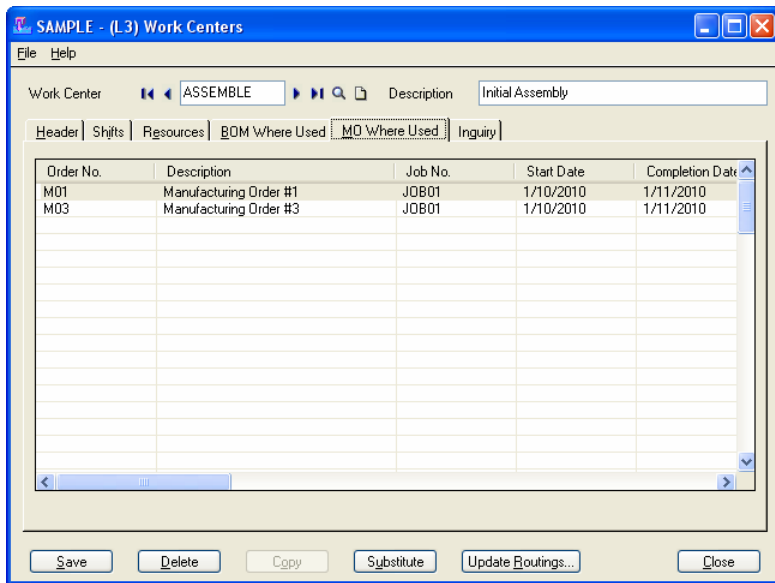 SAMPLE - (L3) Work Centers
File Help
Work Center ASSEMBLE Description Initial Assembly
Header Shifts Resources BOM Where Used MO Where Used Inquiry
Order No. Description Job No. Start Date Completion Date
M01 Manufacturing Order #1 JOB01 1/10/2010 1/11/2010
M03 Manufacturing Order #3 JOB01 1/10/2010 1/11/2010
Save Delete Copy Substitute Update Routings... Close